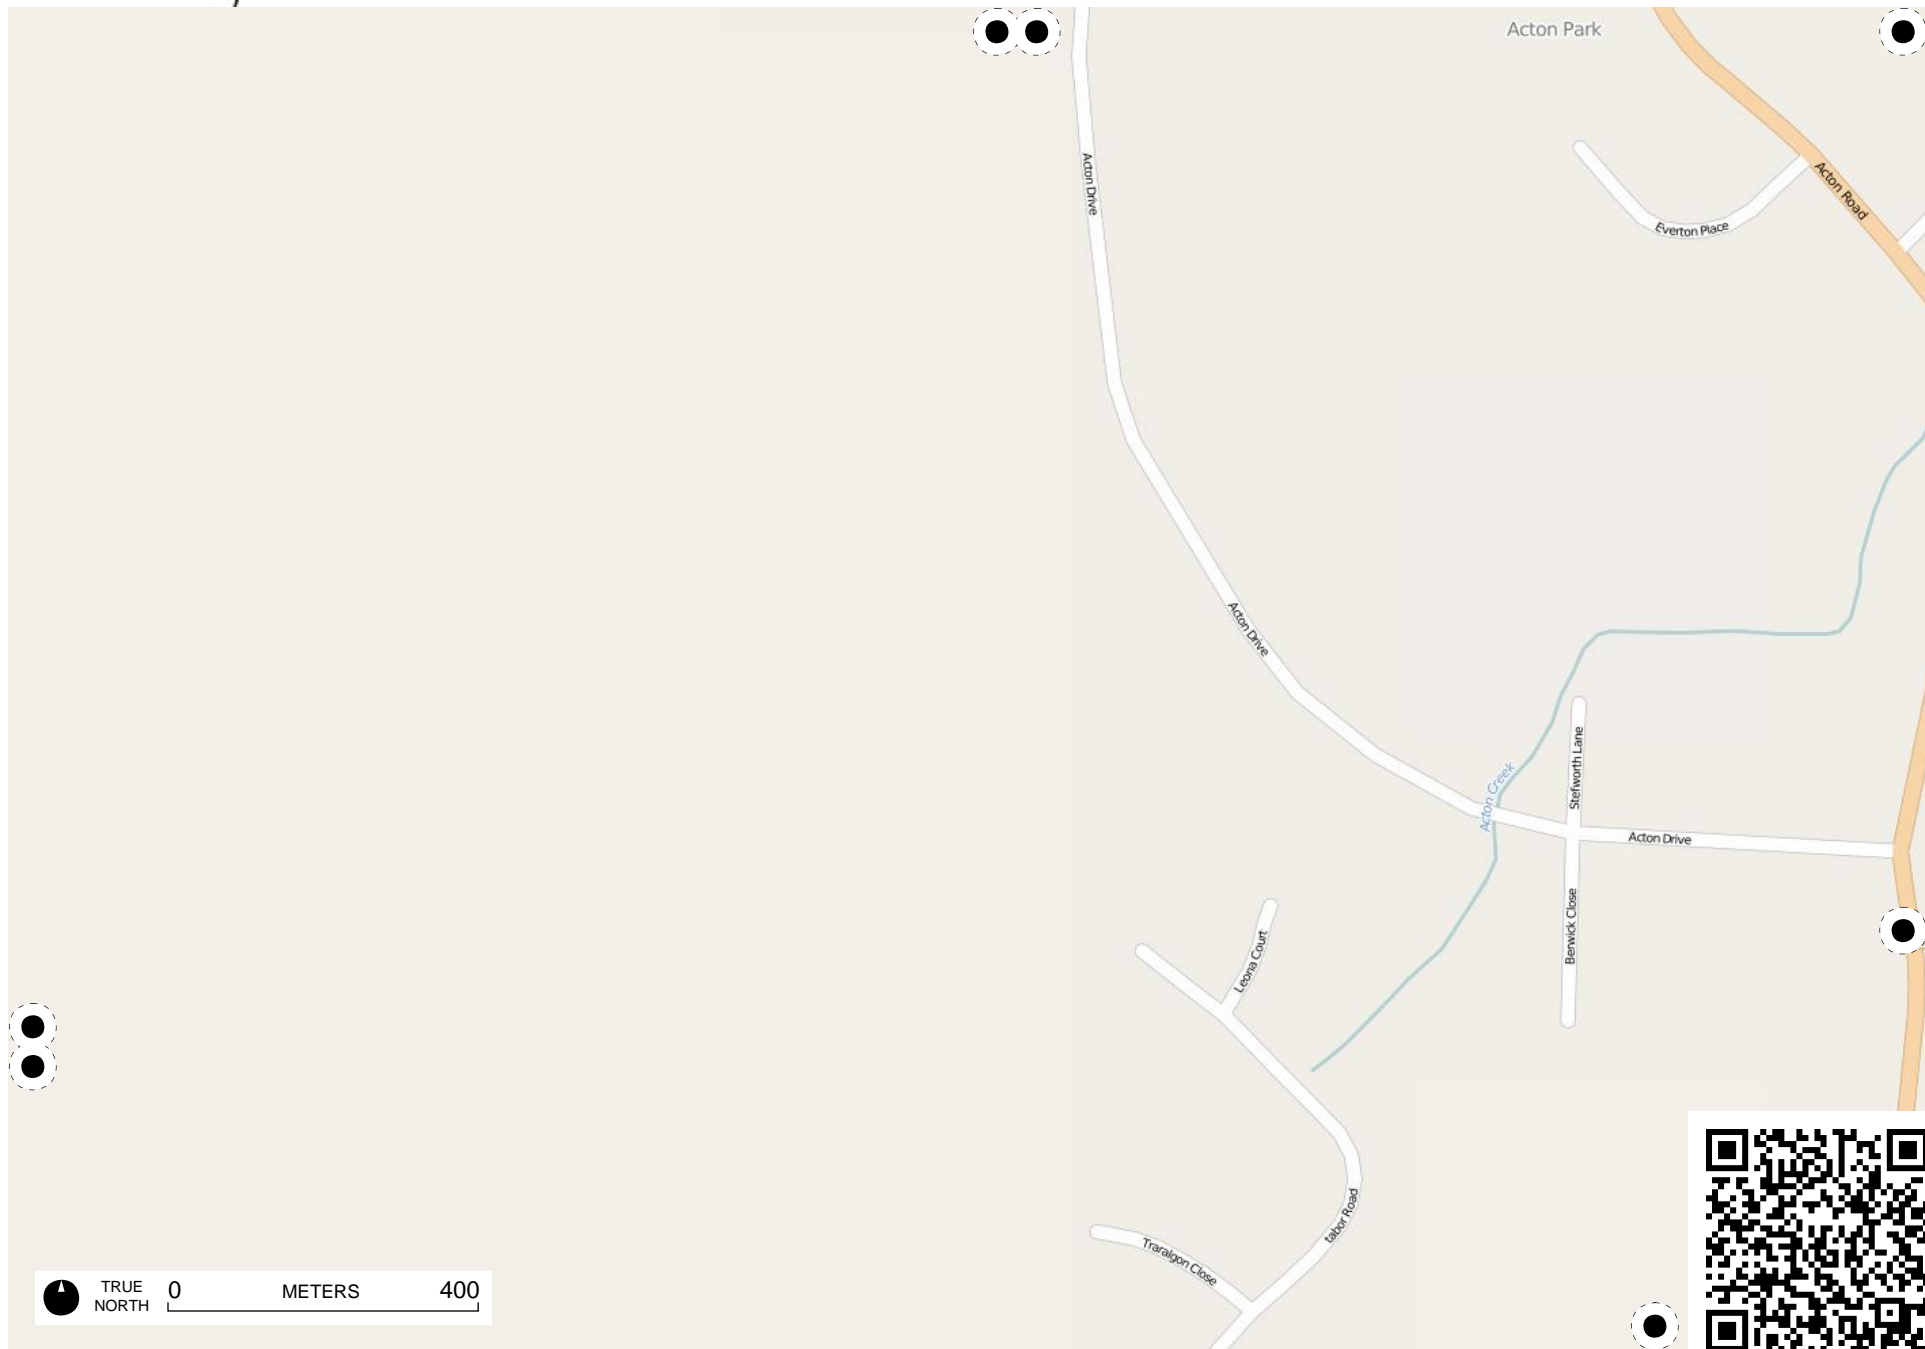 Acton Park
Acton Drive
Acton Road
Everton Place
Acton Drive
Stefworth Lane
Acton Creek
Acton Drive
Berwick Close
Leona Court
tabor Road
Traralgon Close
TRUE NORTH
0 METERS 400